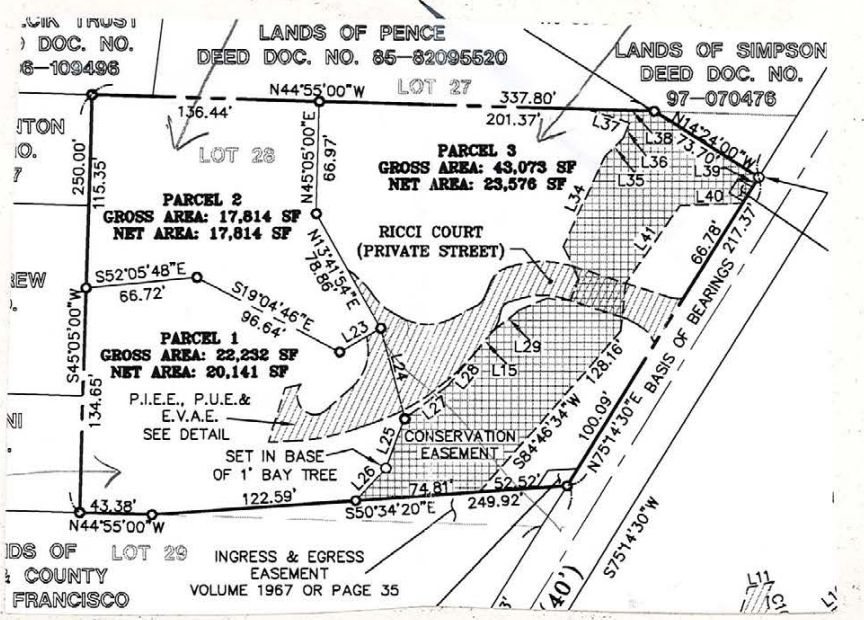 LANDS OF PENCE
DEED DOC. NO. 85-82095520
DOC. NO.
6-109496
LANDS OF SIMPSON
DEED DOC. NO.
97-070476
N44°55'00"W
LOT 27
337.80'
136.44'
201.37'
N14°24'00"W
73.70'
L37
L38
L36
L35
L39
L40
L34
L41
250.00'
115.35'
LOT 28
N45°05'00"E
66.97'
PARCEL 3
GROSS AREA: 43,073 SF
NET AREA: 23,576 SF
PARCEL 2
GROSS AREA: 17,814 SF
NET AREA: 17,814 SF
RICCI COURT
(PRIVATE STREET)
N13°41'54"E
78.86'
66.78'
217.37'
S52°05'48"E
66.72'
S19°04'46"E
96.64'
S45°05'00"W
134.65'
PARCEL 1
GROSS AREA: 22,232 SF
NET AREA: 20,141 SF
L23
L24
L29
L15
L28
L27
128.16'
S84°46'34"W
N75°14'30"E BASIS OF BEARINGS
100.09'
P.I.E.E., P.U.E.&
E.V.A.E.
SEE DETAIL
L25
CONSERVATION
EASEMENT
SET IN BASE
OF 1' BAY TREE
L26
74.81'
52.52'
43.38'
122.59'
249.92'
N44°55'00"W
S50°34'20"E
S75°14'30"W
LOT 29
INGRESS & EGRESS
EASEMENT
VOLUME 1967 OR PAGE 35
(40')
L11
COUNTY
FRANCISCO